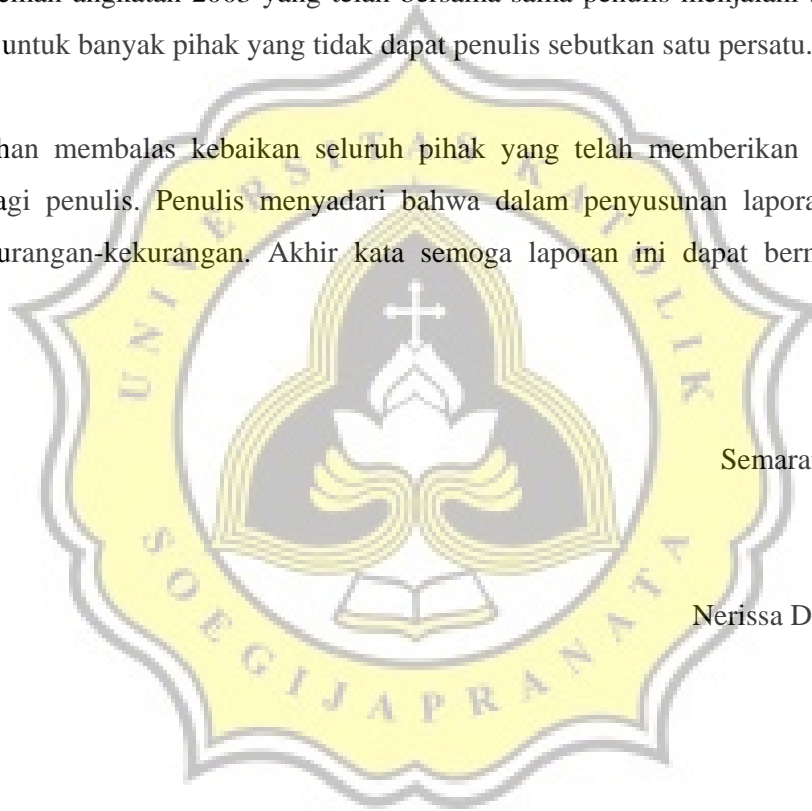 angkatan 2003 yang telah bersama-sama penulis menjalani
untuk banyak pihak yang tidak dapat penulis sebutkan satu persatu.
han membalas kebaikan seluruh pihak yang telah memberikan
agi penulis. Penulis menyadari bahwa dalam penyusunan lapora
urangan-kekurangan. Akhir kata semoga laporan ini dapat berm
UNIVERSITAS KATOLIK
Semara
Nerissa D
SOEGIJAPRANATA